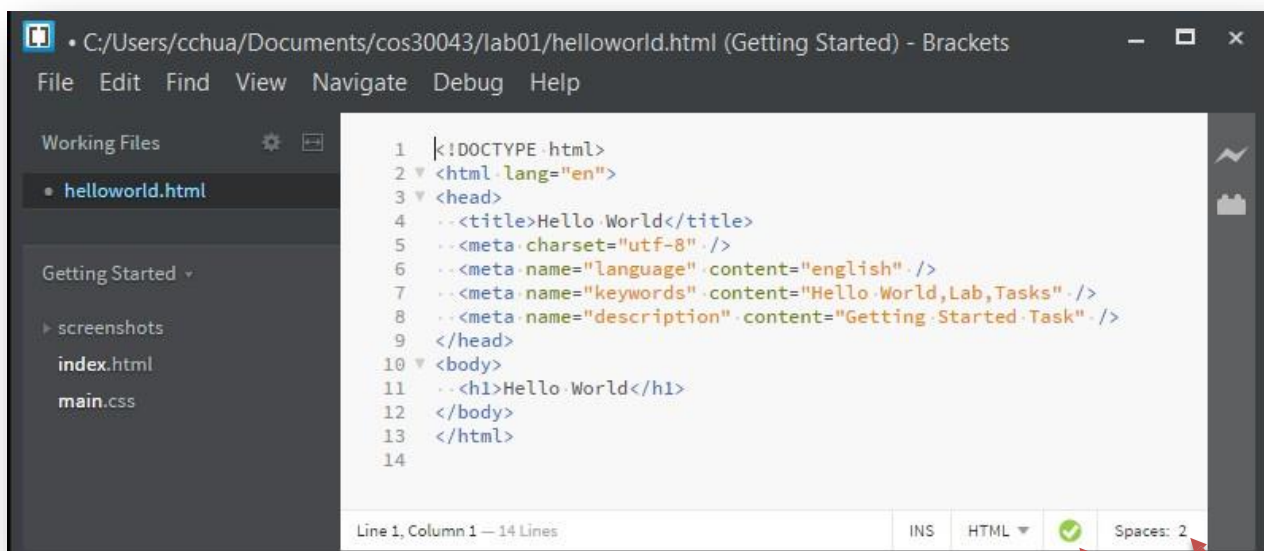 • C:/Users/cchua/Documents/cos30043/lab01/helloworld.html (Getting Started) - Brackets
File Edit Find View Navigate Debug Help
Working Files
• helloworld.html
Getting Started
screenshots
index.html
main.css
1 <!DOCTYPE html>
2 <html lang="en">
3 <head>
4 <title>Hello World</title>
5 <meta charset="utf-8" />
6 <meta name="language" content="english" />
7 <meta name="keywords" content="Hello World,Lab,Tasks" />
8 <meta name="description" content="Getting Started Task" />
9 </head>
10 <body>
11 <h1>Hello World</h1>
12 </body>
13 </html>
14
Line 1, Column 1 — 14 Lines INS HTML Spaces: 2